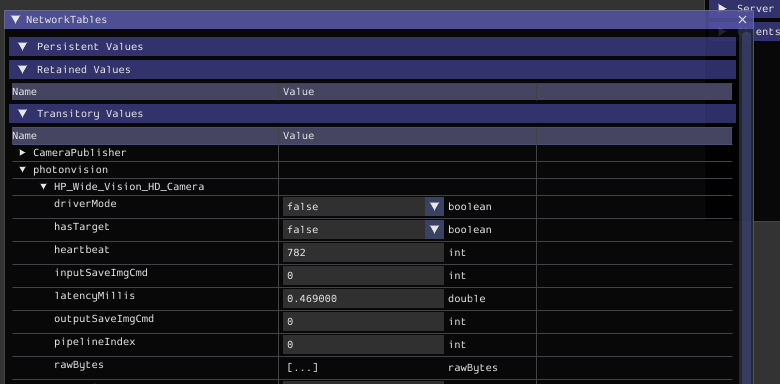 Server
NetworkTables
ents
Persistent Values
Retained Values
Name Value
Transitory Values
Name Value
CameraPublisher
photonvision
HP_Wide_Vision_HD_Camera
driverMode false boolean
hasTarget false boolean
heartbeat 782 int
inputSaveImgCmd 0 int
latencyMillis 0.469000 double
outputSaveImgCmd 0 int
pipelineIndex 0 int
rawBytes [...] rawBytes